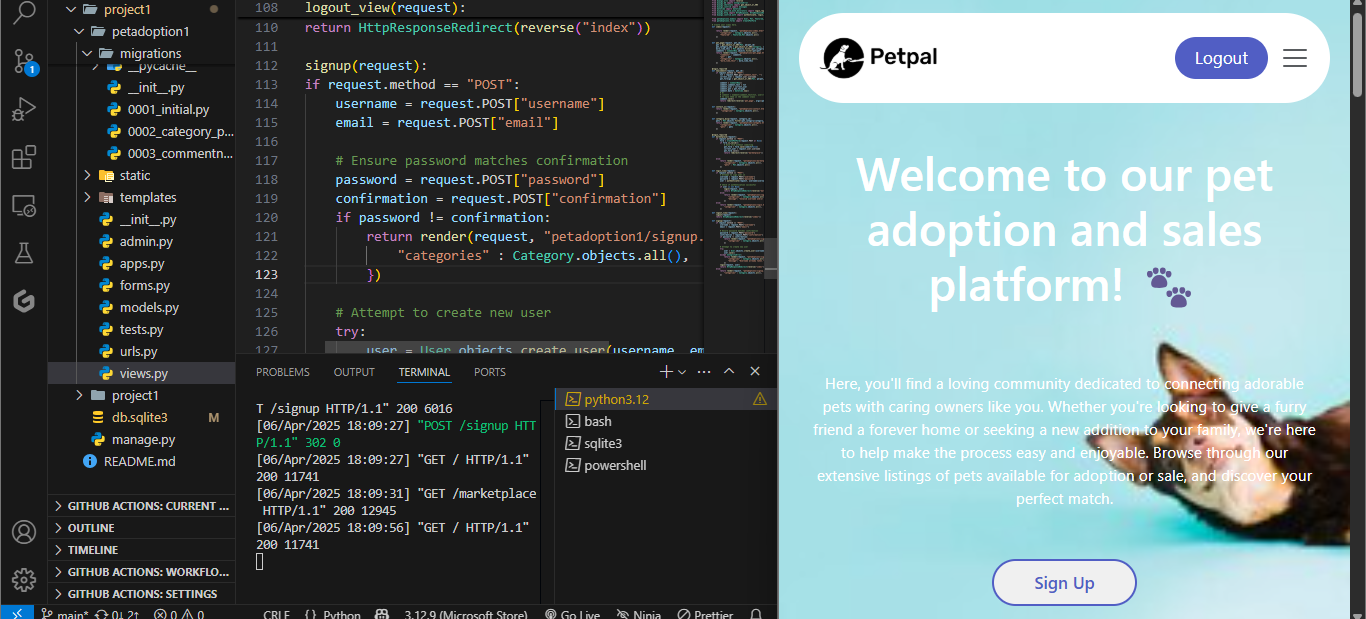 project1
petadoption1
migrations
__pycache__
__init__.py
0001_initial.py
0002_category_p...
0003_commentn...
static
templates
__init__.py
admin.py
apps.py
forms.py
models.py
tests.py
urls.py
views.py
project1
db.sqlite3 M
manage.py
README.md
GITHUB ACTIONS: CURRENT ...
OUTLINE
TIMELINE
GITHUB ACTIONS: WORKFLO...
GITHUB ACTIONS: SETTINGS
1
108 logout_view(request):
110 return HttpResponseRedirect(reverse("index"))
111
112 signup(request):
113 if request.method == "POST":
114 username = request.POST["username"]
115 email = request.POST["email"]
116
117 # Ensure password matches confirmation
118 password = request.POST["password"]
119 confirmation = request.POST["confirmation"]
120 if password != confirmation:
121 return render(request, "petadoption1/signup.
122 "categories" : Category.objects.all(),
123 })
124
125 # Attempt to create new user
126 try:
127 user = User.objects.create_user(username, em
PROBLEMS OUTPUT TERMINAL PORTS
T /signup HTTP/1.1" 200 6016
[06/Apr/2025 18:09:27] "POST /signup HTT
P/1.1" 302 0
[06/Apr/2025 18:09:27] "GET / HTTP/1.1"
200 11741
[06/Apr/2025 18:09:31] "GET /marketplace
HTTP/1.1" 200 12945
[06/Apr/2025 18:09:56] "GET / HTTP/1.1"
200 11741
python3.12
bash
sqlite3
powershell
main* 0↓ 2↑ 0 0 CRLF {} Python 3.12.9 (Microsoft Store) Go Live Ninja Prettier
Petpal
Logout
Welcome to our pet
adoption and sales
platform!
Here, you'll find a loving community dedicated to connecting adorable
pets with caring owners like you. Whether you're looking to give a furry
friend a forever home or seeking a new addition to your family, we're here
to help make the process easy and enjoyable. Browse through our
extensive listings of pets available for adoption or sale, and discover your
perfect match.
Sign Up